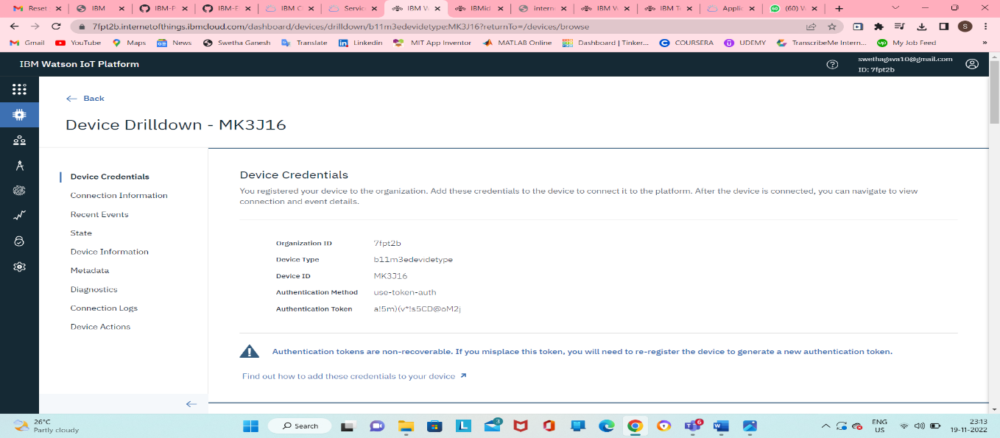 Reset
IBM
IBM-P
IBM-E
IBM C
Servic
IBM W
IBMid
intern
IBM W
IBM T
Applic
(60) W
7fpt2b.internetofthings.ibmcloud.com/dashboard/devices/drilldown/b11m3edevidetype:MK3J16?returnTo=/devices/browse
S
Gmail
YouTube
Maps
News
Swetha Ganesh
Translate
Linkedin
MIT App Inventor
MATLAB Online
Dashboard | Tinker...
COURSERA
UDEMY
TranscribeMe Intern...
My Job Feed
»
IBM Watson IoT Platform
swethagava10@gmail.com
ID: 7fpt2b
Back
Device Drilldown - MK3J16
Device Credentials
Connection Information
Recent Events
State
Device Information
Metadata
Diagnostics
Connection Logs
Device Actions
Device Credentials
You registered your device to the organization. Add these credentials to the device to connect it to the platform. After the device is connected, you can navigate to view
connection and event details.
Organization ID 7fpt2b
Device Type b11m3edevidetype
Device ID MK3J16
Authentication Method use-token-auth
Authentication Token a!5m)(v*!s5CD@oM2j
Authentication tokens are non-recoverable. If you misplace this token, you will need to re-register the device to generate a new authentication token.
Find out how to add these credentials to your device
26°C
Partly cloudy
Search
3
6
ENG
US
23:13
19-11-2022